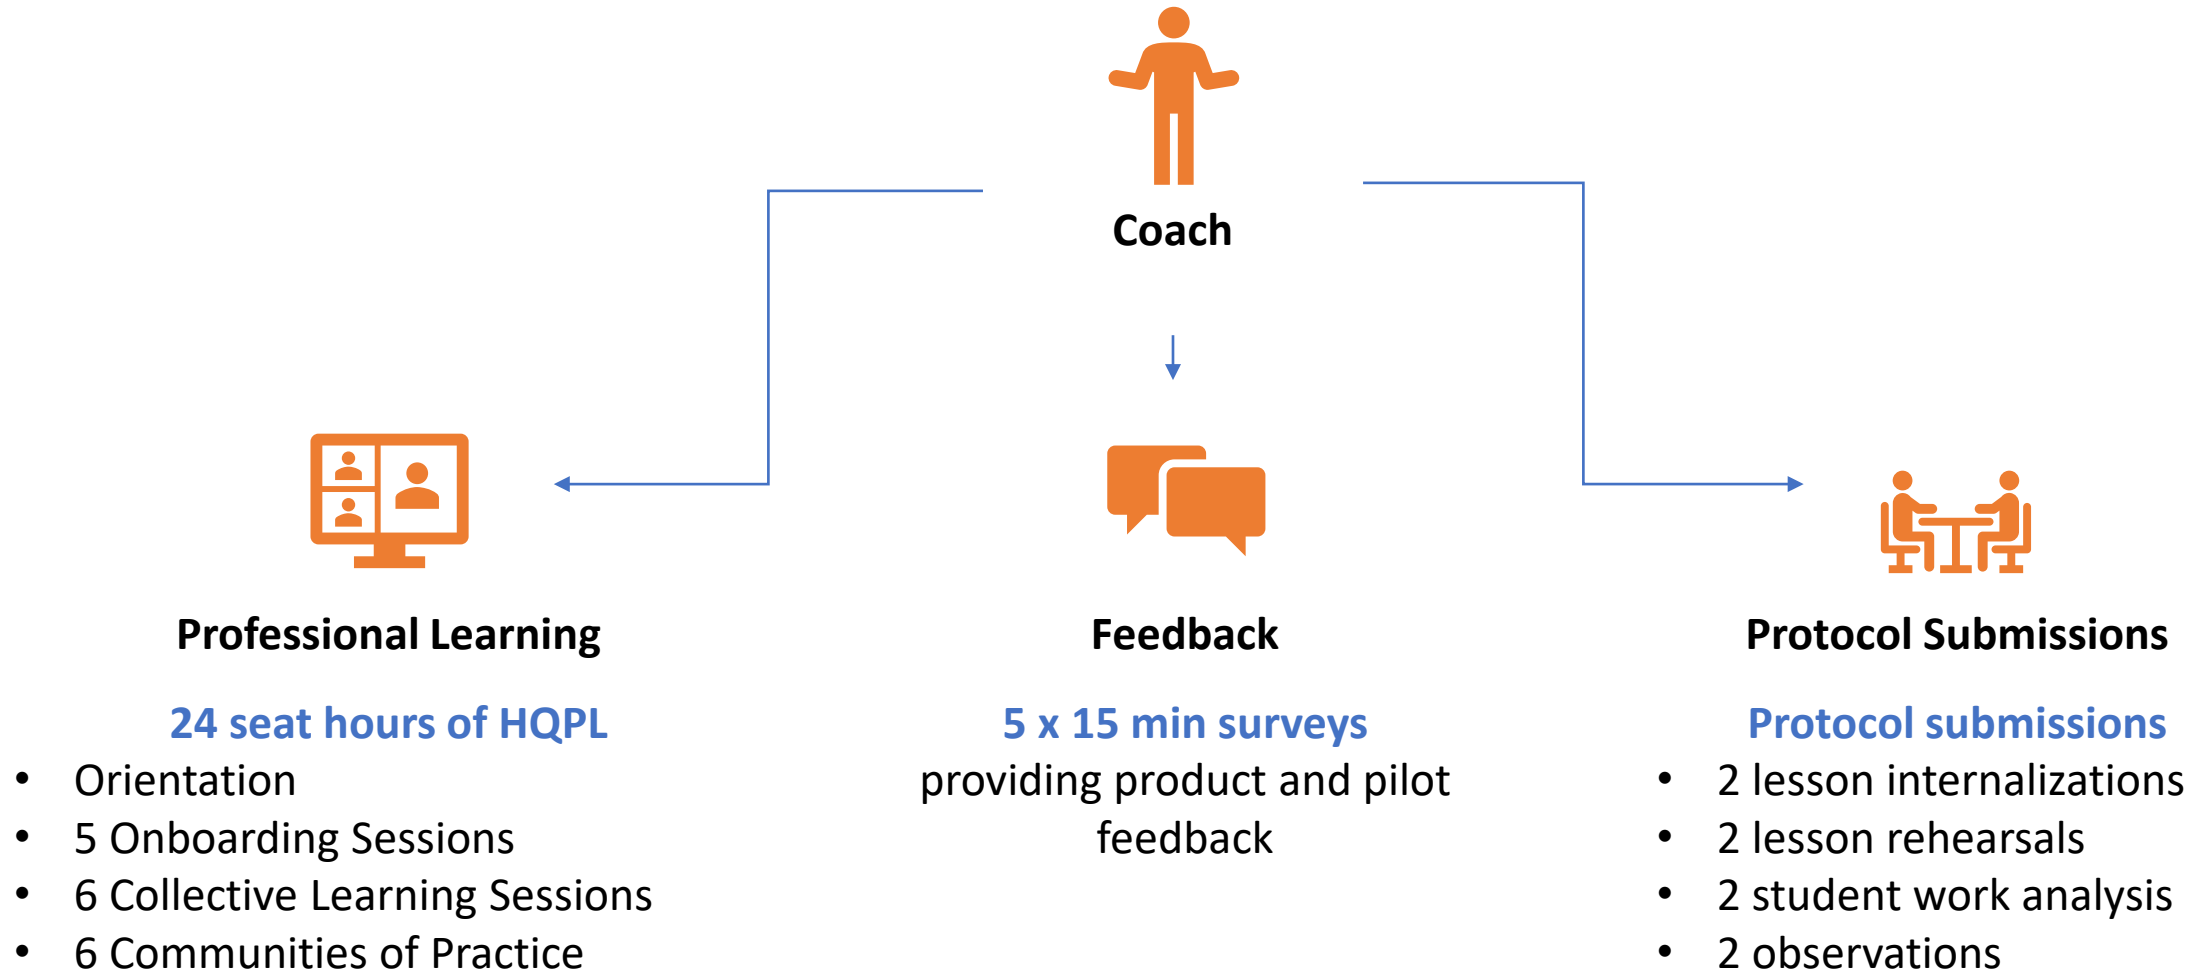 Coach
Professional Learning
24 seat hours of HQPL
• Orientation
• 5 Onboarding Sessions
• 6 Collective Learning Sessions
• 6 Communities of Practice
Feedback
5 x 15 min surveys
providing product and pilot
feedback
Protocol Submissions
Protocol submissions
• 2 lesson internalizations
• 2 lesson rehearsals
• 2 student work analysis
• 2 observations